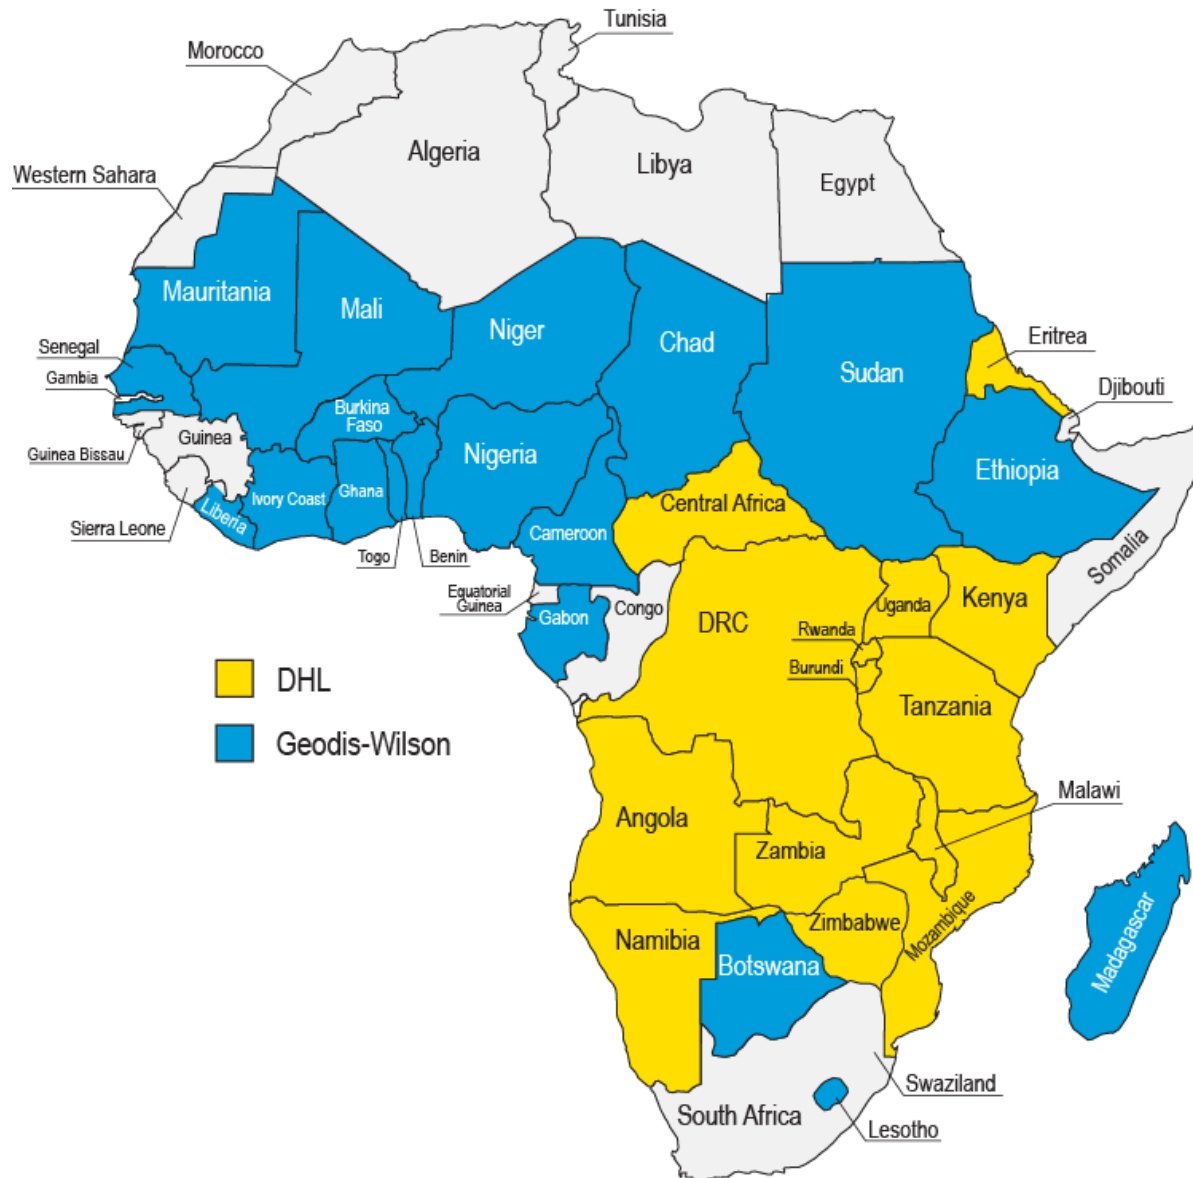 Tunisia
Morocco
Algeria
Libya
Egypt
Western Sahara
Mauritania
Mali
Niger
Chad
Sudan
Eritrea
Senegal
Gambia
Djibouti
Burkina
Faso
Guinea
Guinea Bissau
Nigeria
Ethiopia
Ivory Coast
Ghana
Liberia
Sierra Leone
Central Africa
Cameroon
Togo
Benin
Somalia
Equatorial
Guinea
Gabon
Congo
DRC
Uganda
Kenya
Rwanda
Burundi
DHL
Tanzania
Geodis-Wilson
Malawi
Angola
Zambia
Zimbabwe
Mozambique
Madagascar
Namibia
Botswana
Swaziland
South Africa
Lesotho